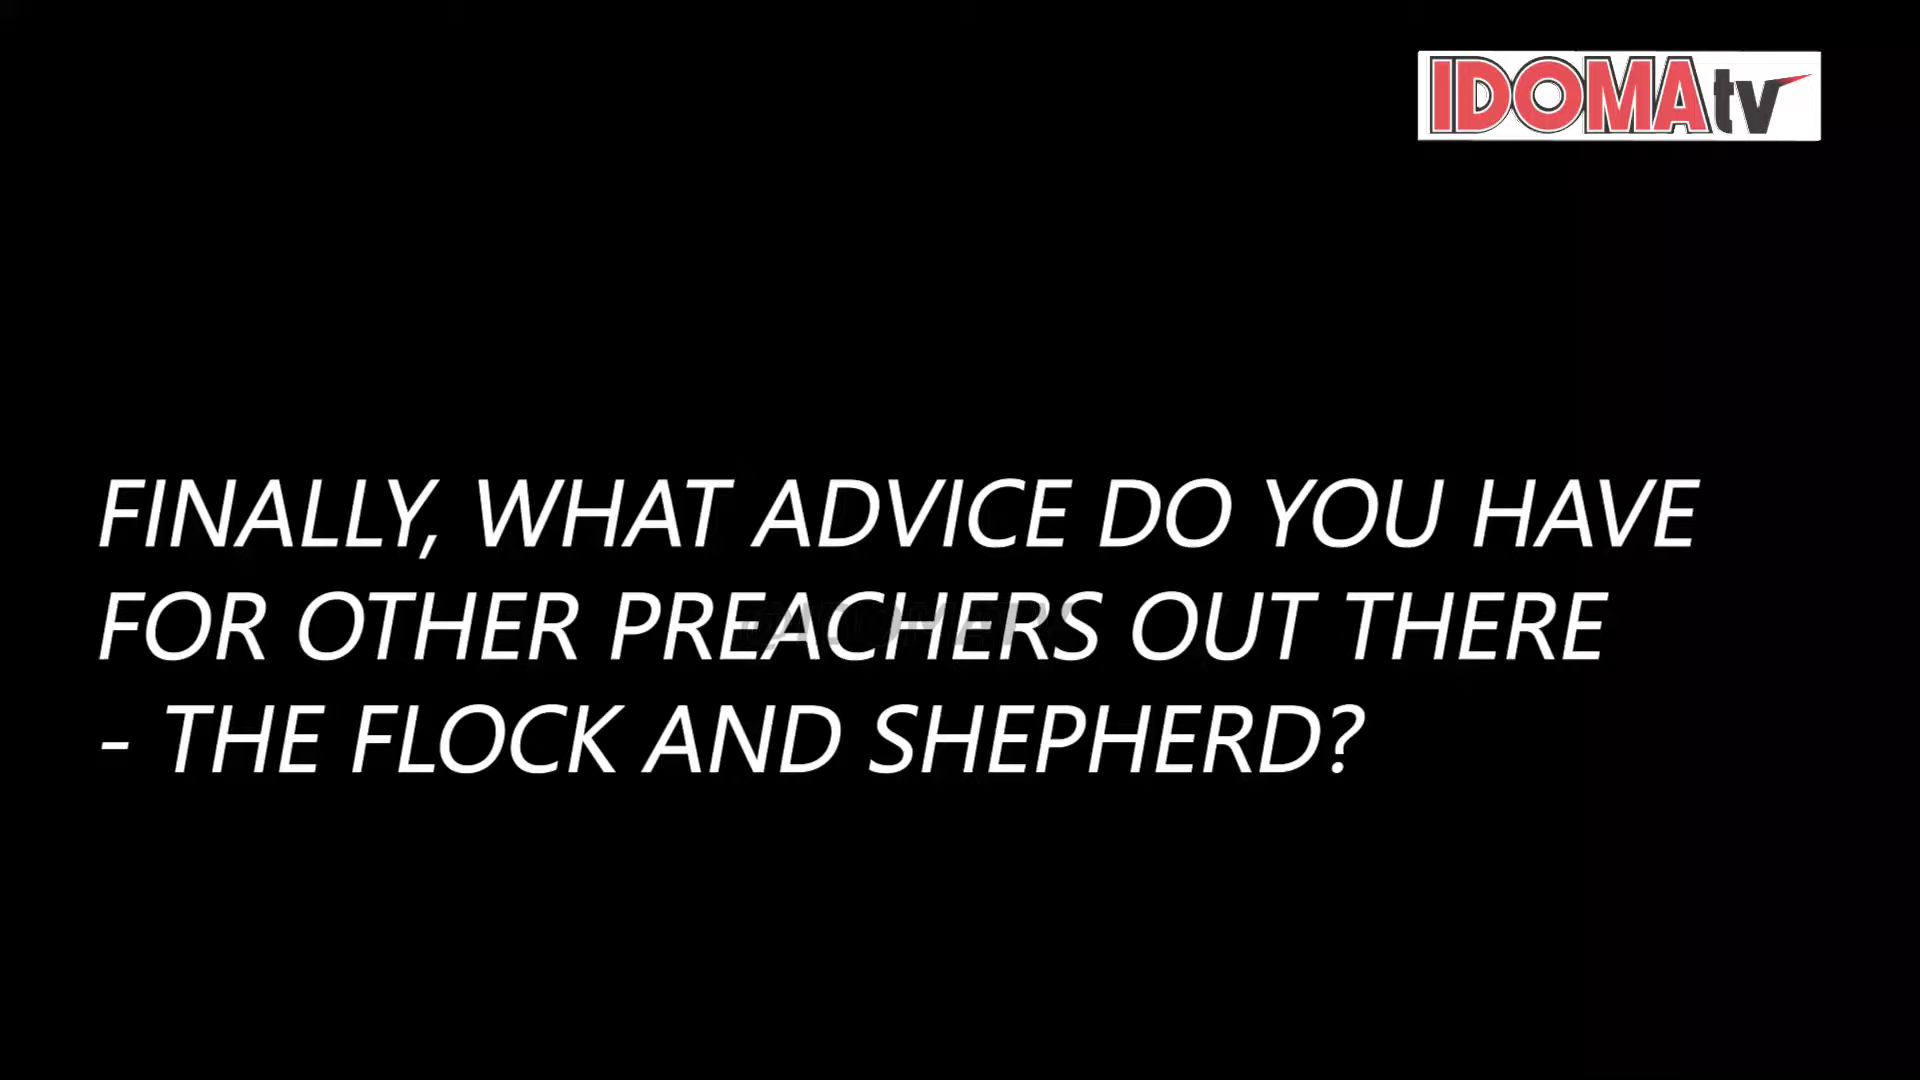 IDOMAtv
FINALLY, WHAT ADVICE DO YOU HAVE
FOR OTHER PREACHERS OUT THERE
- THE FLOCK AND SHEPHERD?